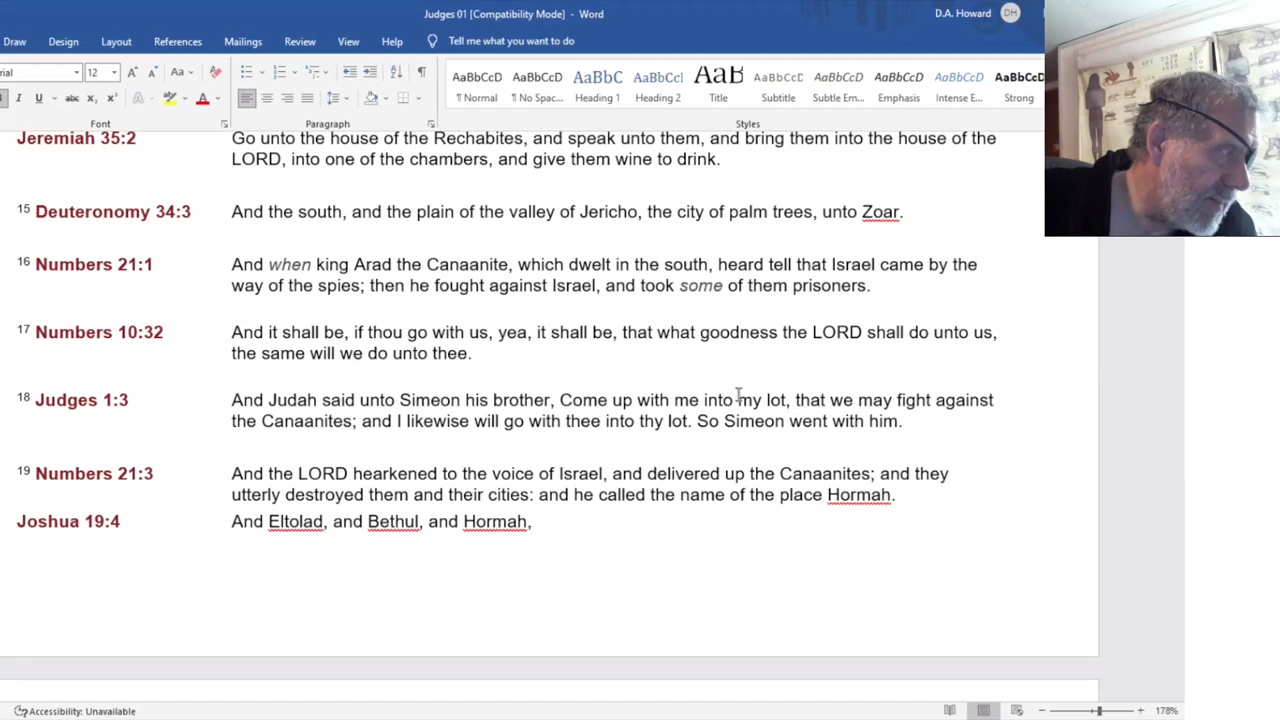 Judges 01 [Compatibility Mode] - Word
D.A. Howard
DH
Draw Design Layout References Mailings Review View Help Tell me what you want to do
12 Aa
I U abc x₂ x² A A
¶
AaBbCcD AaBbCcD AaBbC AaBbCcI AaB AaBbCcD AaBbCcD AaBbCcD AaBbCcD AaBbCcD
¶ Normal ¶ No Spac... Heading 1 Heading 2 Title Subtitle Subtle Em... Emphasis Intense E... Strong
Font Paragraph Styles
Jeremiah 35:2 Go unto the house of the Rechabites, and speak unto them, and bring them into the house of the
LORD, into one of the chambers, and give them wine to drink.
15 Deuteronomy 34:3 And the south, and the plain of the valley of Jericho, the city of palm trees, unto Zoar.
16 Numbers 21:1 And when king Arad the Canaanite, which dwelt in the south, heard tell that Israel came by the
way of the spies; then he fought against Israel, and took some of them prisoners.
17 Numbers 10:32 And it shall be, if thou go with us, yea, it shall be, that what goodness the LORD shall do unto us,
the same will we do unto thee.
18 Judges 1:3 And Judah said unto Simeon his brother, Come up with me into my lot, that we may fight against
the Canaanites; and I likewise will go with thee into thy lot. So Simeon went with him.
19 Numbers 21:3 And the LORD hearkened to the voice of Israel, and delivered up the Canaanites; and they
utterly destroyed them and their cities: and he called the name of the place Hormah.
Joshua 19:4 And Eltolad, and Bethul, and Hormah,
Accessibility: Unavailable
178%